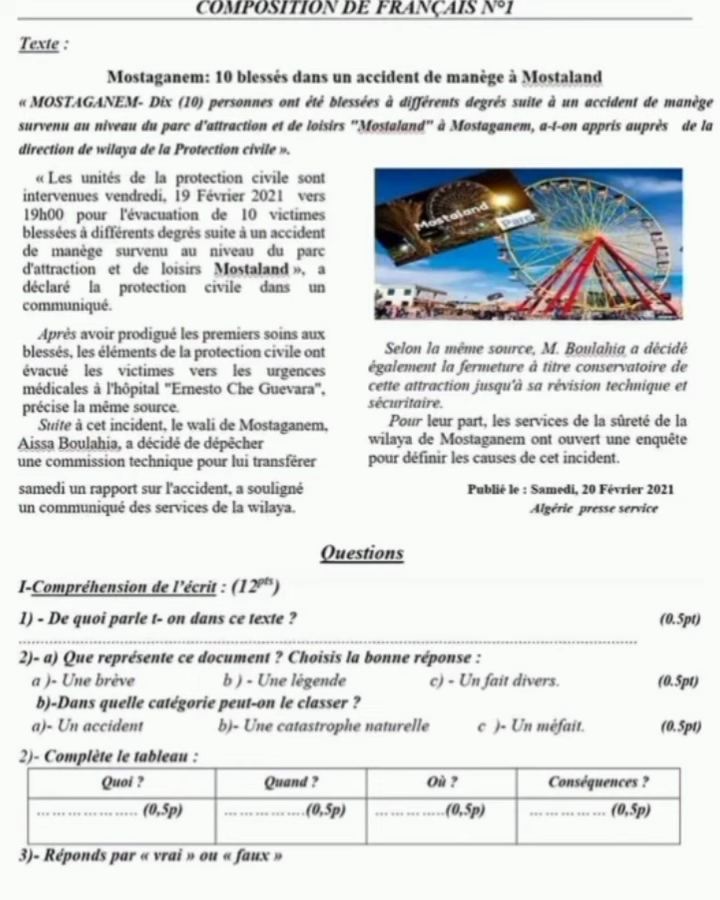 COMPOSITION DE FRANÇAIS N°1
Texte :
Mostaganem: 10 blessés dans un accident de manège à Mostaland
« MOSTAGANEM- Dix (10) personnes ont été blessées à différents degrés suite à un accident de manège
survenu au niveau du parc d'attraction et de loisirs "Mostaland" à Mostaganem, a-t-on appris auprès de la
direction de wilaya de la Protection civile ».
« Les unités de la protection civile sont
intervenues vendredi, 19 Février 2021 vers
19h00 pour l'évacuation de 10 victimes
blessées à différents degrés suite à un accident
de manège survenu au niveau du parc
d'attraction et de loisirs Mostaland », a
déclaré la protection civile dans un
communiqué.
Après avoir prodigué les premiers soins aux
blessés, les éléments de la protection civile ont
évacué les victimes vers les urgences
médicales à l'hôpital "Ernesto Che Guevara",
précise la même source.
Suite à cet incident, le wali de Mostaganem,
Aissa Boulahia, a décidé de dépêcher
une commission technique pour lui transférer
samedi un rapport sur l'accident, a souligné
un communiqué des services de la wilaya.
Mostaland
Parc
Selon la même source, M. Boulahia a décidé
également la fermeture à titre conservatoire de
cette attraction jusqu'à sa révision technique et
sécuritaire.
Pour leur part, les services de la sûreté de la
wilaya de Mostaganem ont ouvert une enquête
pour définir les causes de cet incident.
Publié le : Samedi, 20 Février 2021
Algérie presse service
Questions
I-Compréhension de l'écrit : (12pts)
1) - De quoi parle t- on dans ce texte ? (0.5pt)
2)- a) Que représente ce document ? Choisis la bonne réponse :
a )- Une brève b ) - Une légende c) - Un fait divers. (0.5pt)
b)-Dans quelle catégorie peut-on le classer ?
a)- Un accident b)- Une catastrophe naturelle c )- Un méfait. (0.5pt)
2)- Complète le tableau :
Quoi ? Quand ? Où ? Conséquences ?
... ... ... ... ... ... (0,5p) ... ... ... ... ....(0,5p) ... ... ... ... ....(0,5p) ... ... ... ... ... (0,5p)
3)- Réponds par « vrai » ou « faux »